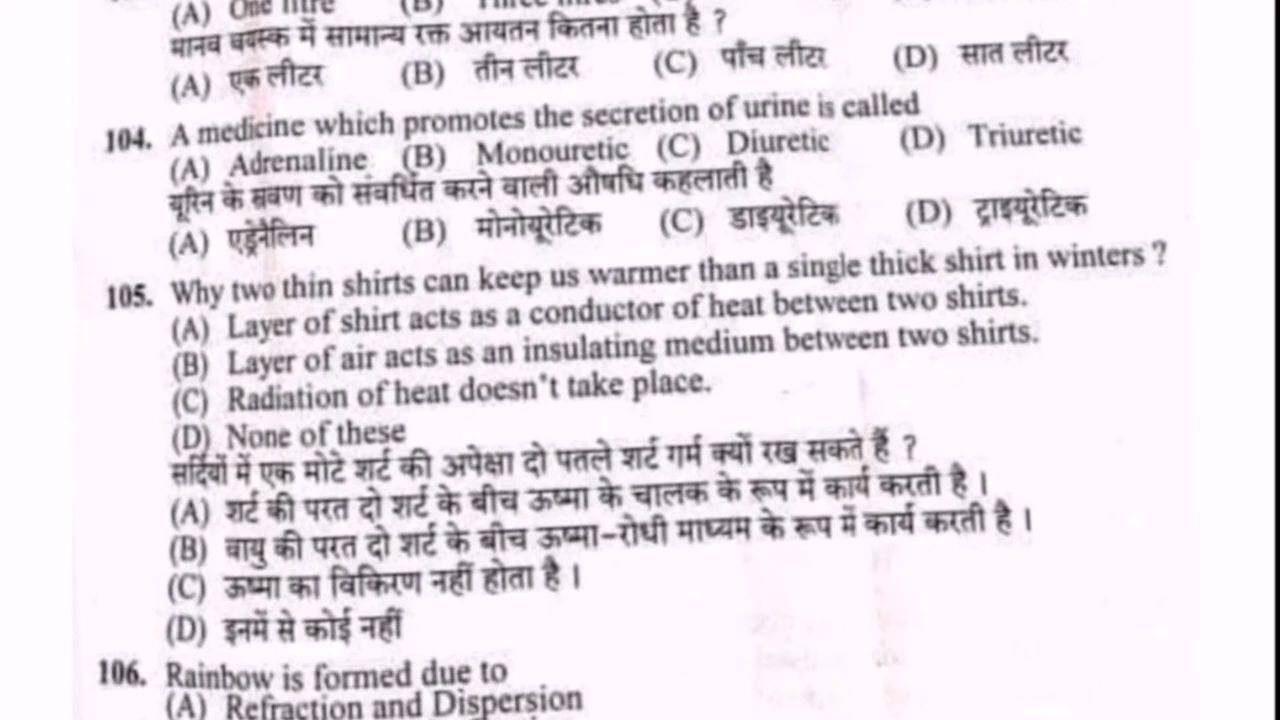 (A) One litre (B) Three litres
मानव वयस्क में सामान्य रक्त आयतन कितना होता है ?
(A) एक लीटर (B) तीन लीटर (C) पाँच लीटर (D) सात लीटर
104. A medicine which promotes the secretion of urine is called
(A) Adrenaline (B) Monouretic (C) Diuretic (D) Triuretic
यूरिन के स्रवण को संवर्धित करने वाली औषधि कहलाती है
(A) एड्रेनैलिन (B) मोनोयूरेटिक (C) डाइयूरेटिक (D) ट्राइयूरेटिक
105. Why two thin shirts can keep us warmer than a single thick shirt in winters ?
(A) Layer of shirt acts as a conductor of heat between two shirts.
(B) Layer of air acts as an insulating medium between two shirts.
(C) Radiation of heat doesn't take place.
(D) None of these
सर्दियों में एक मोटे शर्ट की अपेक्षा दो पतले शर्ट गर्म क्यों रख सकते हैं ?
(A) शर्ट की परत दो शर्ट के बीच ऊष्मा के चालक के रूप में कार्य करती है ।
(B) वायु की परत दो शर्ट के बीच ऊष्मा-रोधी माध्यम के रूप में कार्य करती है ।
(C) ऊष्मा का विकिरण नहीं होता है ।
(D) इनमें से कोई नहीं
106. Rainbow is formed due to
(A) Refraction and Dispersion